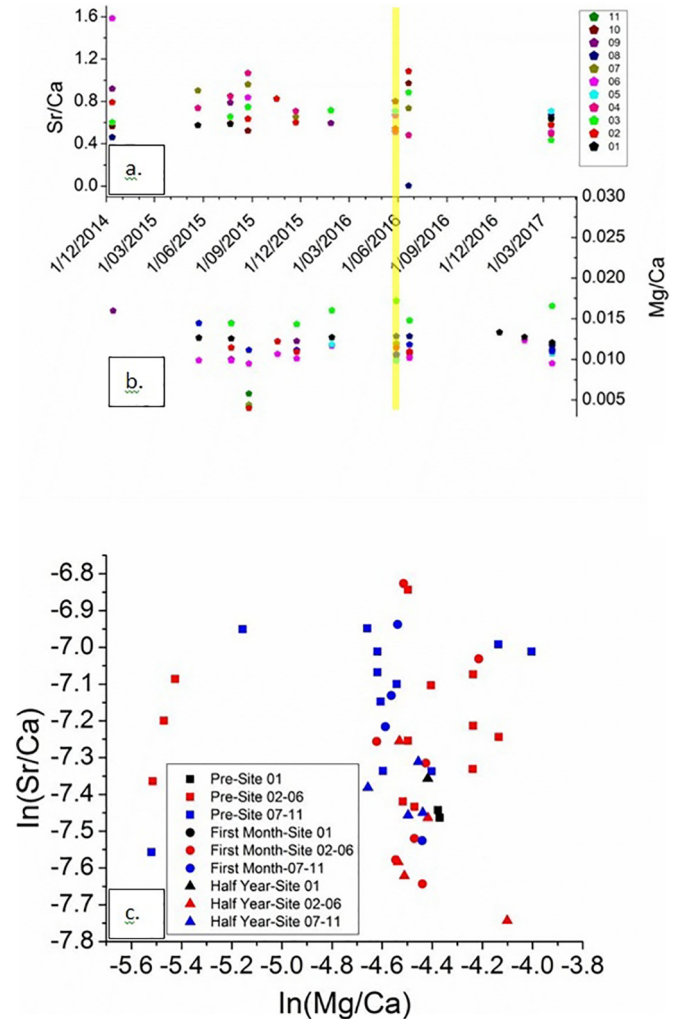 1.6
1.2
0.8
0.4
0.0
Sr/Ca
a.
11
10
09
08
07
06
05
04
03
02
01
1/12/2014
1/03/2015
1/06/2015
1/09/2015
1/12/2015
1/03/2016
1/06/2016
1/09/2016
1/12/2016
1/03/2017
0.030
0.025
0.020
0.015
0.010
0.005
Mg/Ca
b.
-6.8
-6.9
-7.0
-7.1
-7.2
-7.3
-7.4
-7.5
-7.6
-7.7
-7.8
ln(Sr/Ca)
Pre-Site 01
Pre-Site 02-06
Pre-Site 07-11
First Month-Site 01
First Month-Site 02-06
First Month-07-11
Half Year-Site 01
Half Year-Site 02-06
Half Year-Site 07-11
c.
-5.6 -5.4 -5.2 -5.0 -4.8 -4.6 -4.4 -4.2 -4.0 -3.8
ln(Mg/Ca)